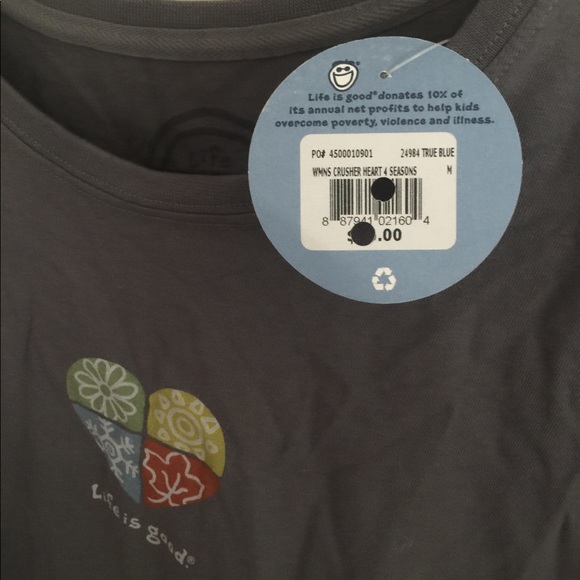 Life is good® donates 10% of
its annual net profits to help kids
overcome poverty, violence and illness.
PO# 4500010901 24984 TRUE BLUE
WMNS CRUSHER HEART 4 SEASONS M
8 87941 02160 4
.00
Life
Life is good®